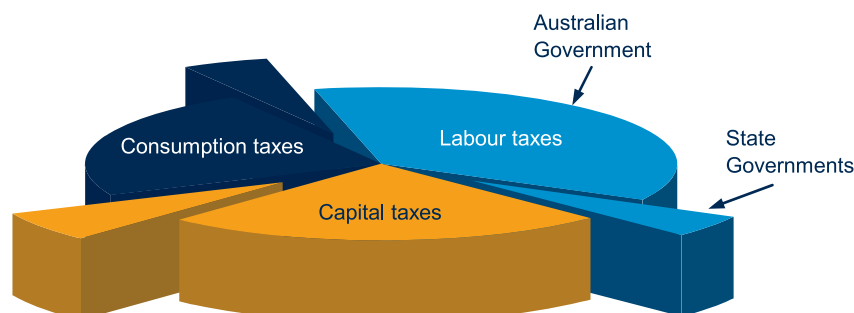 Australian
Government
Labour taxes
State
Governments
Consumption taxes
Capital taxes